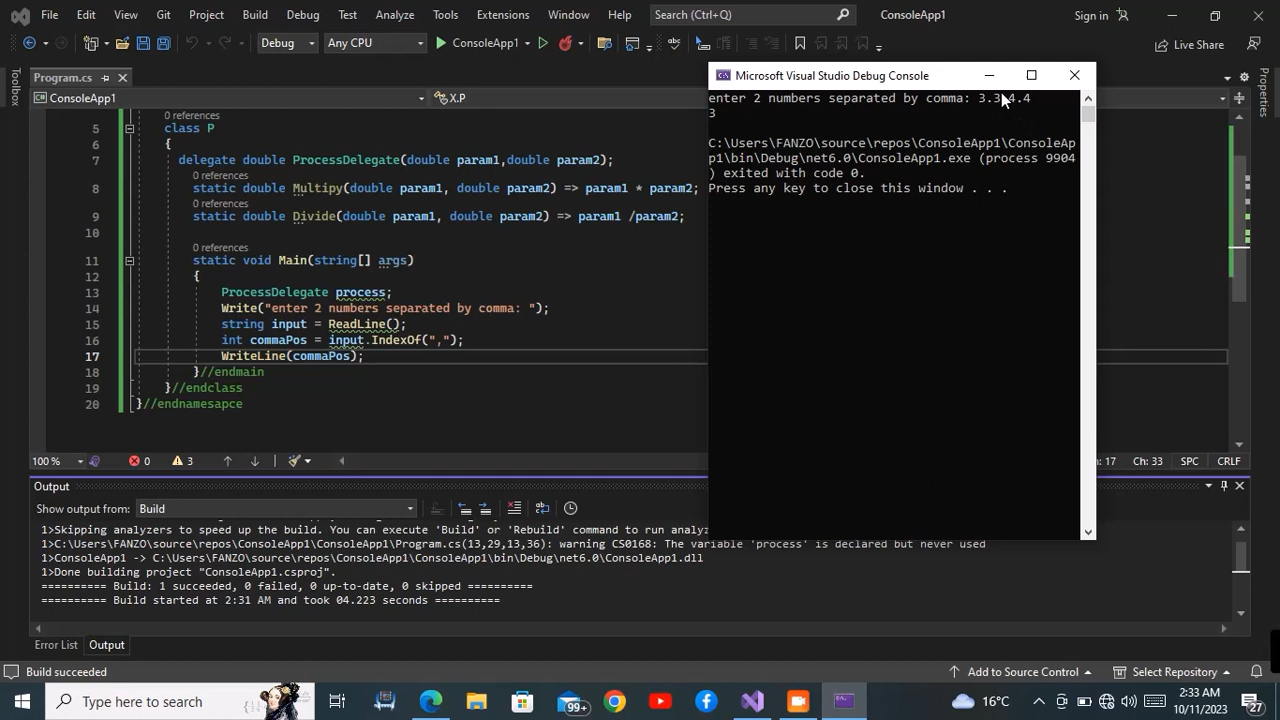 File Edit View Git Project Build Debug Test Analyze Tools Extensions Window Help Search (Ctrl+Q) ConsoleApp1 Sign in
Debug Any CPU ConsoleApp1 Live Share
Toolbox
Program.cs
ConsoleApp1 X.P
0 references
5 class P
6 {
7 delegate double ProcessDelegate(double param1, double param2);
0 references
8 static double Multipy(double param1, double param2) => param1 * param2;
0 references
9 static double Divide(double param1, double param2) => param1 /param2;
10
0 references
11 static void Main(string[] args)
12 {
13 ProcessDelegate process;
14 Write("enter 2 numbers separated by comma: ");
15 string input = ReadLine();
16 int commaPos = input.IndexOf(",");
17 WriteLine(commaPos);
18 }//endmain
19 }//endclass
20 }//endnamesapce
Microsoft Visual Studio Debug Console
enter 2 numbers separated by comma: 3.3,4.4
3
C:\Users\FANZO\source\repos\ConsoleApp1\ConsoleAp
p1\bin\Debug\net6.0\ConsoleApp1.exe (process 9904
) exited with code 0.
Press any key to close this window . . .
100 % 0 3 : 17 Ch: 33 SPC CRLF
Output
Show output from: Build
1>Skipping analyzers to speed up the build. You can execute 'Build' or 'Rebuild' command to run analyz
1>C:\Users\FANZO\source\repos\ConsoleApp1\ConsoleApp1\Program.cs(13,29,13,36): warning CS0168: The variable 'process' is declared but never used
1>ConsoleApp1 -> C:\Users\FANZO\source\repos\ConsoleApp1\ConsoleApp1\bin\Debug\net6.0\ConsoleApp1.dll
1>Done building project "ConsoleApp1.csproj".
========== Build: 1 succeeded, 0 failed, 0 up-to-date, 0 skipped ==========
========== Build started at 2:31 AM and took 04.223 seconds ==========
Error List Output
Build succeeded Add to Source Control Select Repository
Type here to search 99+ 16°C 2:33 AM
10/11/2023 27